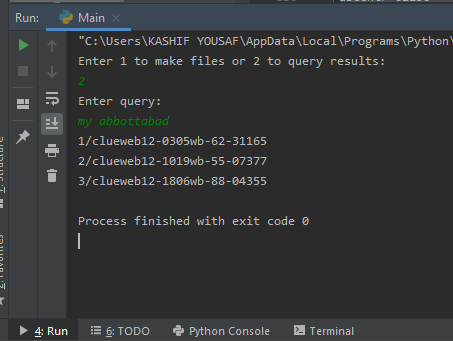 Run: Main
"C:\Users\KASHIF YOUSAF\AppData\Local\Programs\Python\
Enter 1 to make files or 2 to query results:
2
Enter query:
my abbottabad
1/clueweb12-0305wb-62-31165
2/clueweb12-1019wb-55-07377
3/clueweb12-1806wb-88-04355
Process finished with exit code 0
Structure
Favorites
4: Run 6: TODO Python Console Terminal